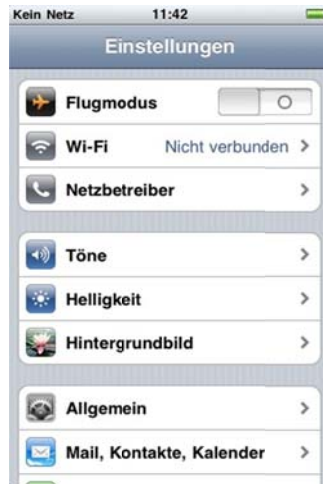 Kein Netz 11:42
Einstellungen
Flugmodus
Wi-Fi Nicht verbunden
Netzbetreiber
Töne
Helligkeit
Hintergrundbild
Allgemein
Mail, Kontakte, Kalender